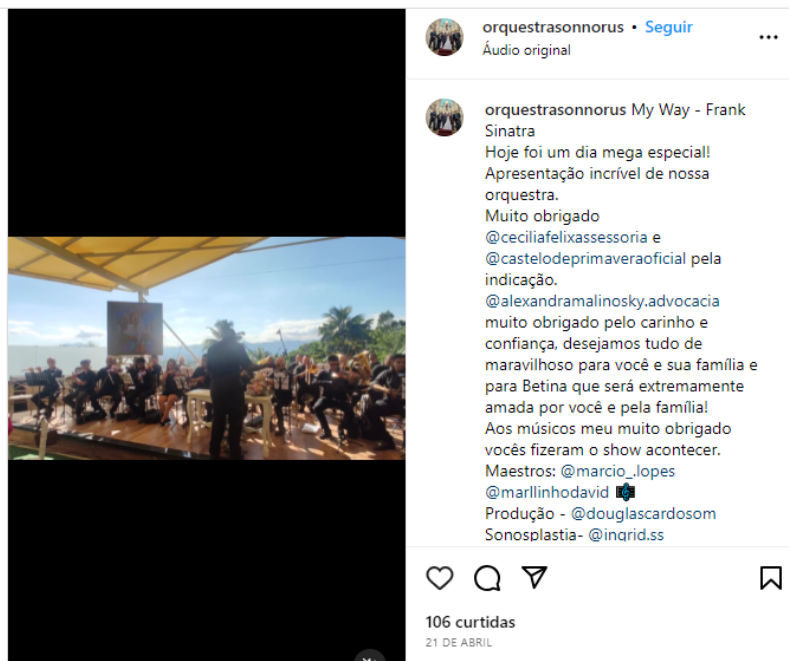 orquestrasonnorus • Seguir
Áudio original
orquestrasonnorus My Way - Frank
Sinatra
Hoje foi um dia mega especial!
Apresentação incrível de nossa
orquestra.
Muito obrigado
@ceciliafelixassessoria e
@castelodeprimaveraoficial pela
indicação.
@alexandramalinosky.advocacia
muito obrigado pelo carinho e
confiança, desejamos tudo de
maravilhoso para você e sua família e
para Betina que será extremamente
amada por você e pela família!
Aos músicos meu muito obrigado
vocês fizeram o show acontecer.
Maestros: @marcio_.lopes
@marllinhodavid
Produção - @douglascardosom
Sonosplastia- @ingrid.ss
106 curtidas
21 DE ABRIL